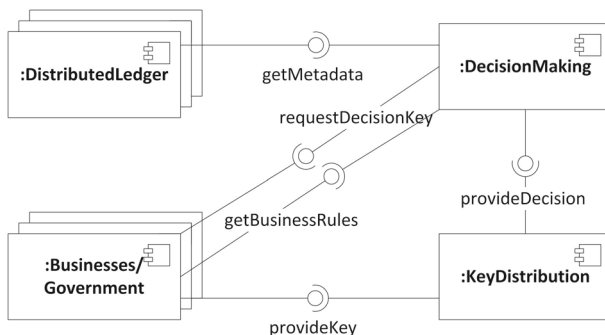 :DistributedLedger
getMetadata
:DecisionMaking
requestDecisionKey
provideDecision
getBusinessRules
:Businesses/
Government
:KeyDistribution
provideKey